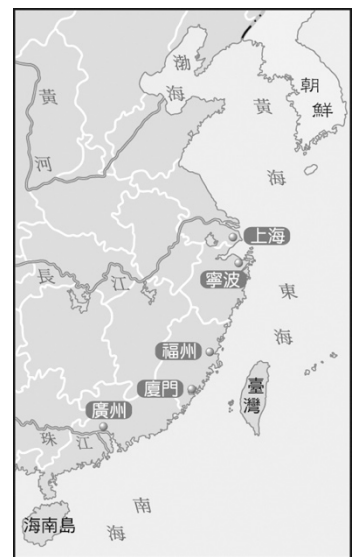 渤海
黃河
黃海
朝鮮
上海
長江
寧波
東海
福州
廈門
臺灣
廣州
珠江
海南島
南海